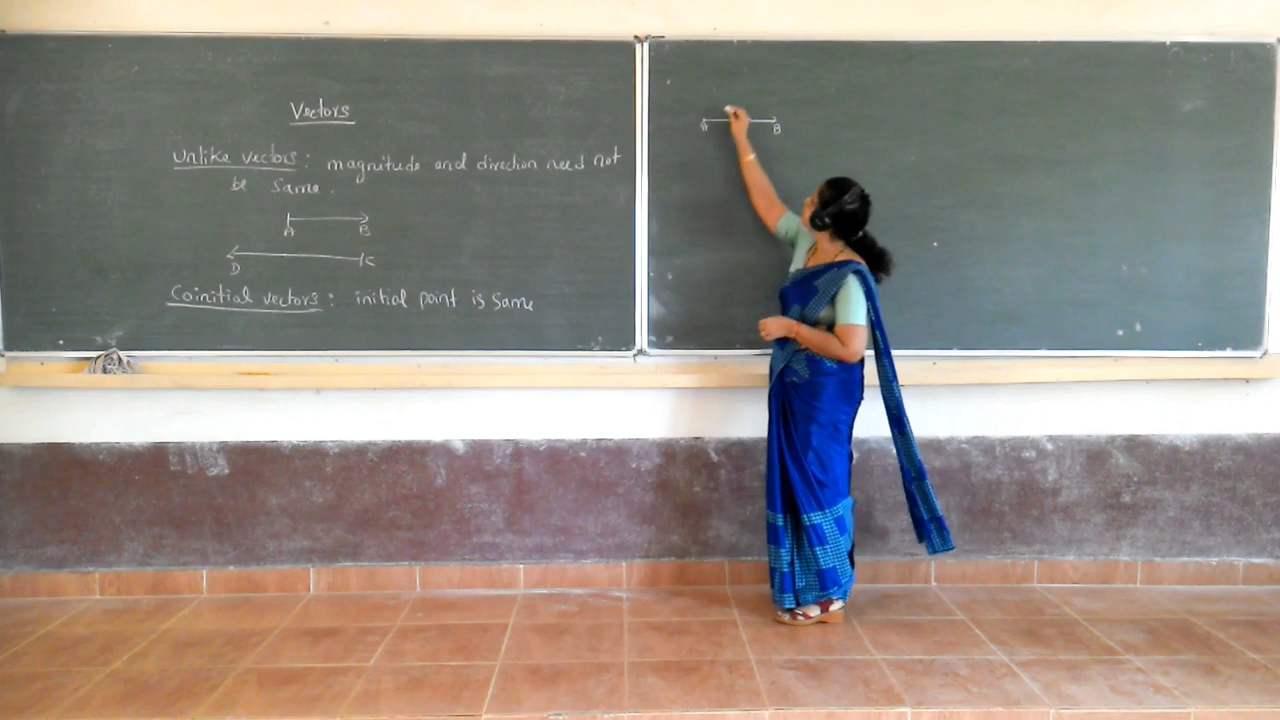 Vectors
Unlike vectors : magnitude and direction need not
be same.
A B
D C
Coinitial vectors : initial point is same
A B